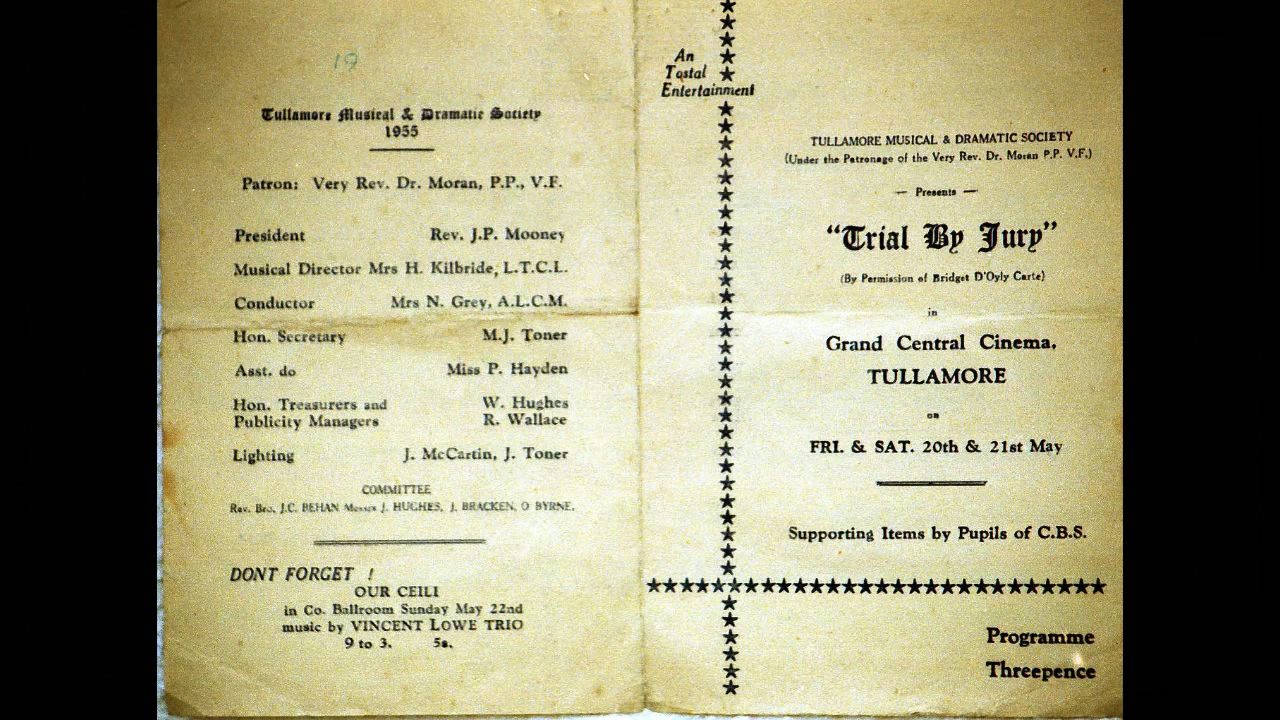 19
Tullamore Musical & Dramatic Society
1955
Patron: Very Rev. Dr. Moran, P.P., V.F.
President Rev. J.P. Mooney
Musical Director Mrs H. Kilbride, L.T.C.L.
Conductor Mrs N. Grey, A.L.C.M.
Hon. Secretary M.J. Toner
Asst. do Miss P. Hayden
Hon. Treasurers and W. Hughes
Publicity Managers R. Wallace
Lighting J. McCartin, J. Toner
COMMITTEE
Rev. Bro. J.C. BEHAN Messrs J. HUGHES, J. BRACKEN, O BYRNE.
DONT FORGET !
OUR CEILI
in Co. Ballroom Sunday May 22nd
music by VINCENT LOWE TRIO
9 to 3. 5s.
An
Tostal
Entertainment
TULLAMORE MUSICAL & DRAMATIC SOCIETY
(Under the Patronage of the Very Rev. Dr. Moran P.P. V.F.)
— Presents —
"Trial By Jury"
(By Permission of Bridget D'Oyly Carte)
in
Grand Central Cinema,
TULLAMORE
on
FRI. & SAT. 20th & 21st May
Supporting Items by Pupils of C.B.S.
Programme
Threepence